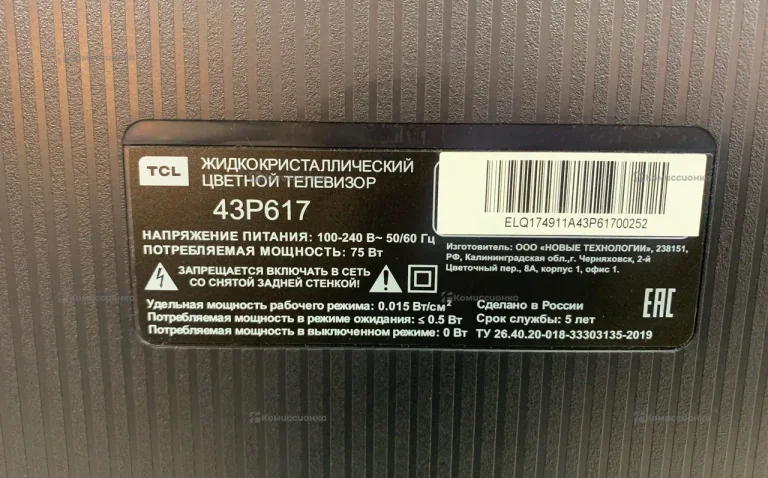 TCL
ЖИДКОКРИСТАЛЛИЧЕСКИЙ
ЦВЕТНОЙ ТЕЛЕВИЗОР
43P617
НАПРЯЖЕНИЕ ПИТАНИЯ: 100-240 В~ 50/60 Гц
ПОТРЕБЛЯЕМАЯ МОЩНОСТЬ: 75 Вт
ЗАПРЕЩАЕТСЯ ВКЛЮЧАТЬ В СЕТЬ
СО СНЯТОЙ ЗАДНЕЙ СТЕНКОЙ!
Удельная мощность рабочего режима: 0.015 Вт/см²
Потребляемая мощность в режиме ожидания: ≤ 0.5 Вт
Потребляемая мощность в выключенном режиме: 0 Вт
ELQ174911A43P61700252
Изготовитель: ООО «НОВЫЕ ТЕХНОЛОГИИ», 238151,
РФ, Калининградская обл.,г. Черняховск, 2-й
Цветочный пер., 8А, корпус 1, офис 1.
Сделано в России
Срок службы: 5 лет
ТУ 26.40.20-018-33303135-2019
EAC
Комиссионка
Комиссионка
Комиссионка
Комиссионка
Комиссионка
Комиссионка
Комиссионка
Комиссионка